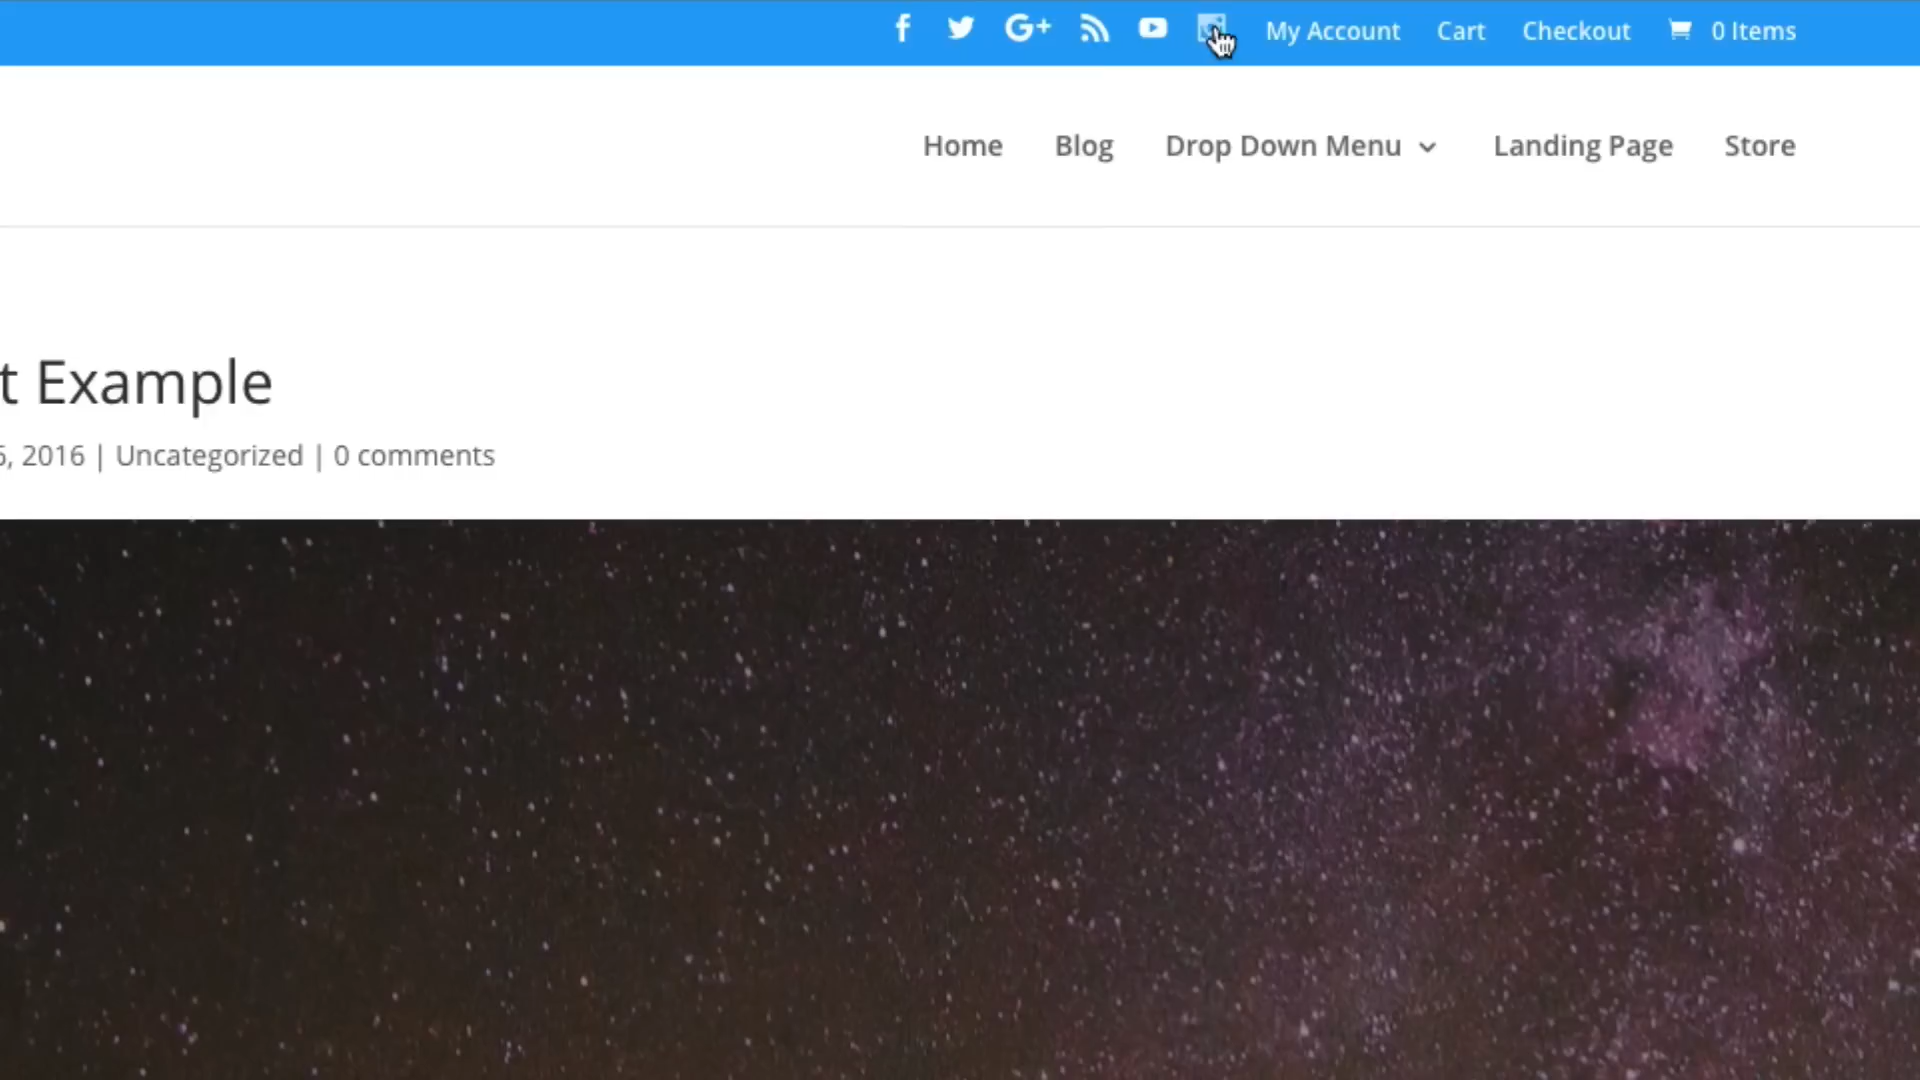 G+ My Account Cart Checkout 0 Items
Home Blog Drop Down Menu Landing Page Store
t Example
, 2016 | Uncategorized | 0 comments